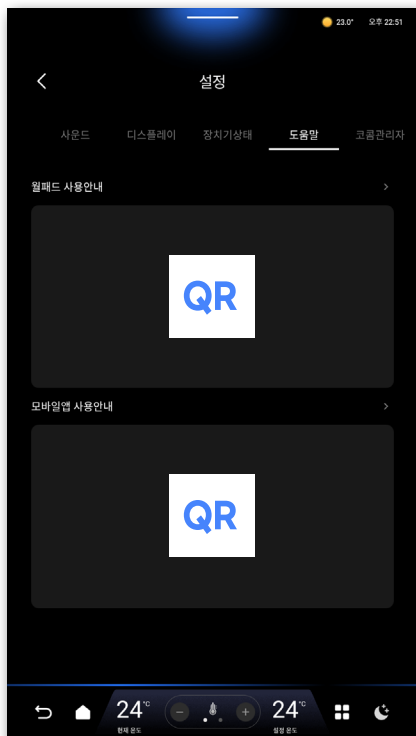 23.0° 오후 22:51
설정
사운드 디스플레이 장치기상태 도움말 코콤관리자
월패드 사용안내
QR
모바일앱 사용안내
QR
24°C 24°C
현재 온도 설정 온도